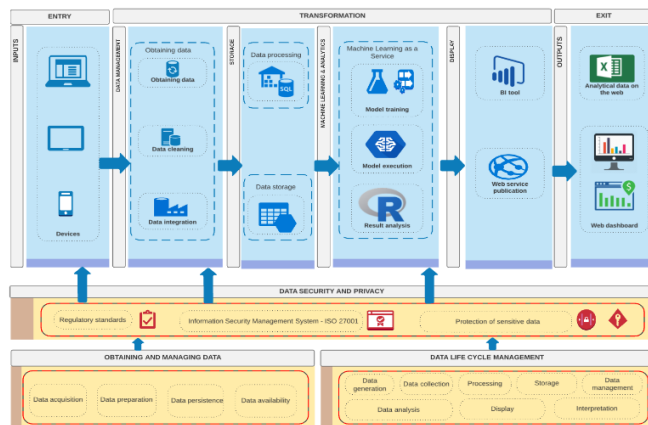 ENTRY
TRANSFORMATION
EXIT
INPUTS
DATA MANAGEMENT
STORAGE
MACHINE LEARNING & ANALYTICS
DISPLAY
OUTPUTS
Devices
Obtaining data
Obtaining data
Data cleaning
Data integration
Data processing
SQL
Data storage
Machine Learning as a
Service
Model training
Model execution
R
Result analysis
BI tool
Web service
publication
X
Analytical data on
the web
$
Web dashboard
DATA SECURITY AND PRIVACY
Regulatory standards
Information Security Management System - ISO 27001
Protection of sensitive data
OBTAINING AND MANAGING DATA
Data acquisition
Data preparation
Data persistence
Data availability
DATA LIFE CYCLE MANAGEMENT
Data
generation
Data collection
Processing
Storage
Data
management
Data analysis
Display
Interpretation